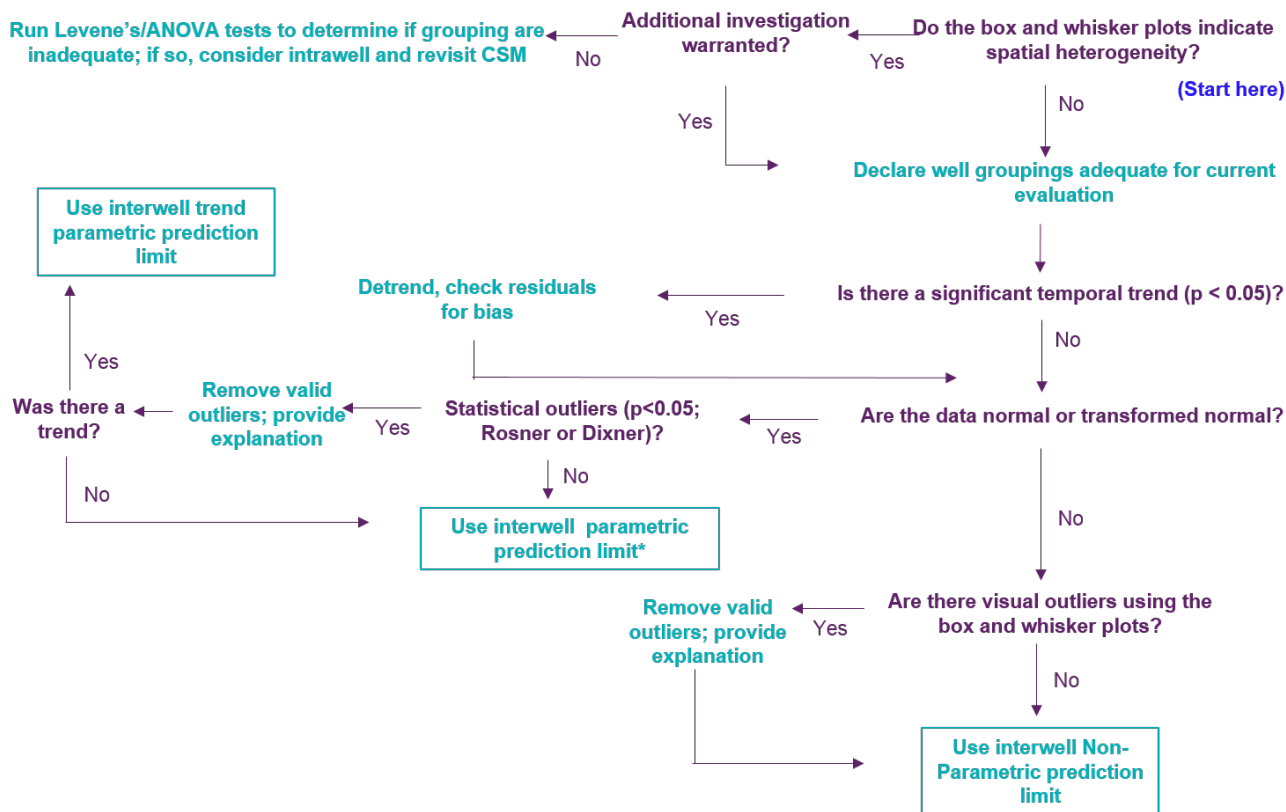 Run Levene's/ANOVA tests to determine if grouping are
inadequate; if so, consider intrawell and revisit CSM
No
Additional investigation
warranted?
Yes
Do the box and whisker plots indicate
spatial heterogeneity?
(Start here)
Yes
No
Declare well groupings adequate for current
evaluation
Use interwell trend
parametric prediction
limit
Detrend, check residuals
for bias
Yes
Is there a significant temporal trend (p < 0.05)?
No
Yes
Was there a
trend?
Remove valid
outliers; provide
explanation
Yes
Statistical outliers (p<0.05;
Rosner or Dixner)?
Yes
Are the data normal or transformed normal?
No
No
Use interwell parametric
prediction limit*
No
Remove valid
outliers; provide
explanation
Yes
Are there visual outliers using the
box and whisker plots?
No
Use interwell Non-
Parametric prediction
limit